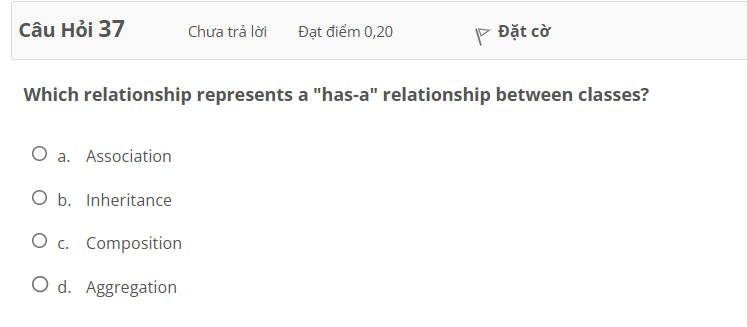 Câu Hỏi 37 Chưa trả lời Đạt điểm 0,20 Đặt cờ
Which relationship represents a "has-a" relationship between classes?
a. Association
b. Inheritance
c. Composition
d. Aggregation